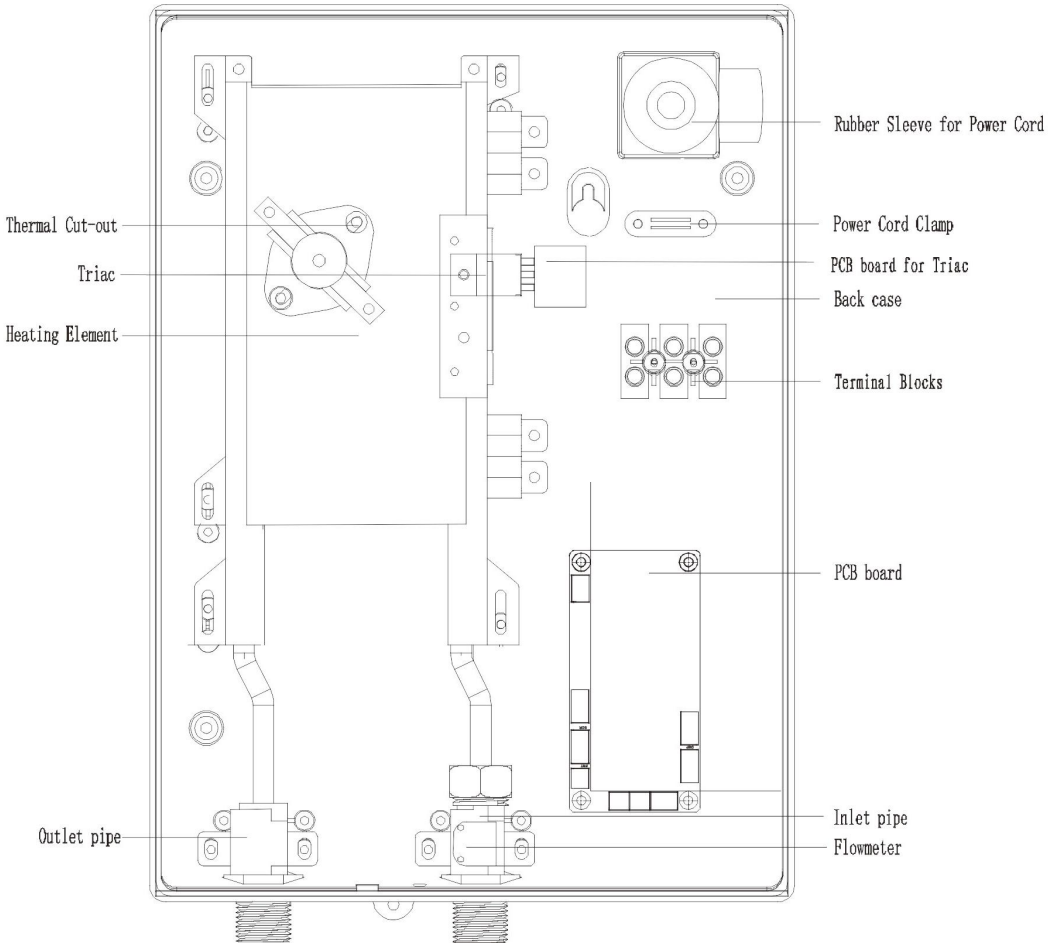 Rubber Sleeve for Power Cord
Thermal Cut-out
Power Cord Clamp
Triac
PCB board for Triac
Back case
Heating Element
Terminal Blocks
PCB board
Inlet pipe
Outlet pipe
Flowmeter